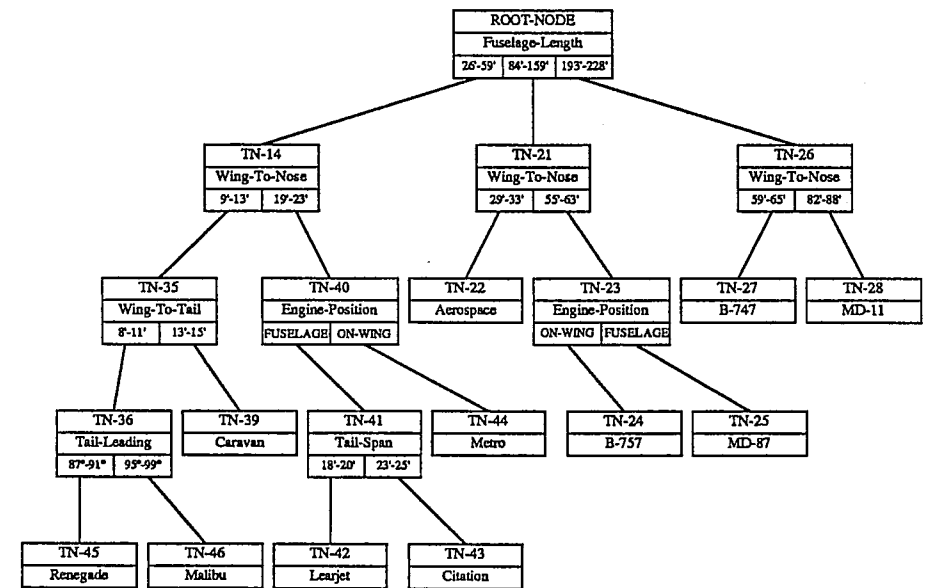 ROOT-NODE
Fuselage-Length
26'-59' 84'-159' 193'-228'
TN-14 TN-21 TN-26
Wing-To-Nose Wing-To-Nose Wing-To-Nose
9'-13' 19'-23' 29'-33' 55'-63' 59'-65' 82'-88'
TN-35 TN-40 TN-22 TN-23 TN-27 TN-28
Wing-To-Tail Engine-Position Aerospace Engine-Position B-747 MD-11
8'-11' 13'-15' FUSELAGE ON-WING ON-WING FUSELAGE
TN-36 TN-39 TN-41 TN-44 TN-24 TN-25
Tail-Leading Caravan Tail-Span Metro B-757 MD-87
87°-91° 95°-99° 18'-20' 23'-25'
TN-45 TN-46 TN-42 TN-43
Renegade Malibu Learjet Citation